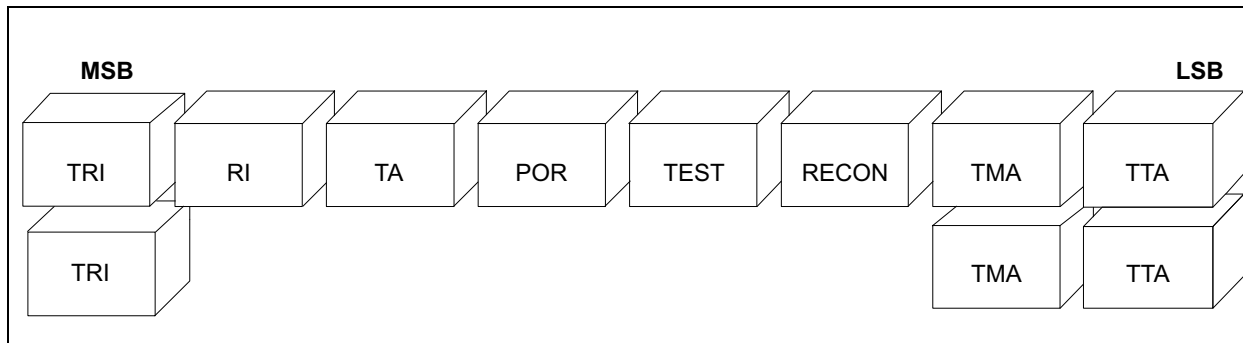 MSB LSB
TRI RI TA POR TEST RECON TMA TTA
TRI TMA TTA